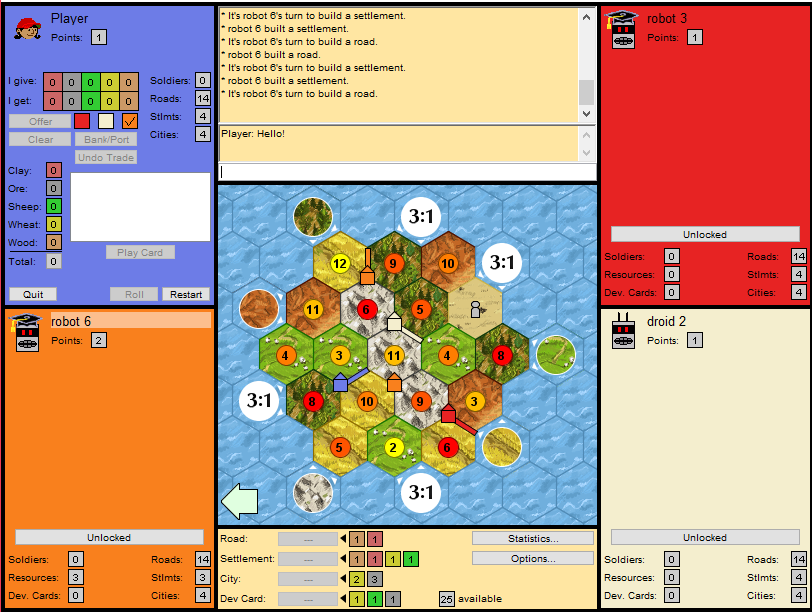 Player
Points: 1
I give: 0 0 0 0 0
I get: 0 0 0 0 0
Offer
Clear Bank/Port
Undo Trade
Soldiers: 0
Roads: 14
Stlmts: 4
Cities: 4
Clay: 0
Ore: 0
Sheep: 0
Wheat: 0
Wood: 0
Total: 0
Play Card
Quit Roll Restart
* It's robot 6's turn to build a settlement.
* robot 6 built a settlement.
* It's robot 6's turn to build a road.
* robot 6 built a road.
* It's robot 6's turn to build a settlement.
* robot 6 built a settlement.
* It's robot 6's turn to build a road.
Player: Hello!
robot 3
Points: 1
Unlocked
Soldiers: 0 Roads: 14
Resources: 0 Stlmts: 4
Dev. Cards: 0 Cities: 4
3:1
12 9 10 3:1
11 6 5
4 3 11 4 8
3:1 8 10 9 3
5 2 6
3:1
robot 6
Points: 2
Unlocked
Soldiers: 0 Roads: 14
Resources: 3 Stlmts: 3
Dev. Cards: 0 Cities: 4
Road: --- 1 1 Statistics...
Settlement: --- 1 1 1 1 Options...
City: --- 2 3
Dev Card: --- 1 1 1 25 available
droid 2
Points: 1
Unlocked
Soldiers: 0 Roads: 14
Resources: 0 Stlmts: 4
Dev. Cards: 0 Cities: 4